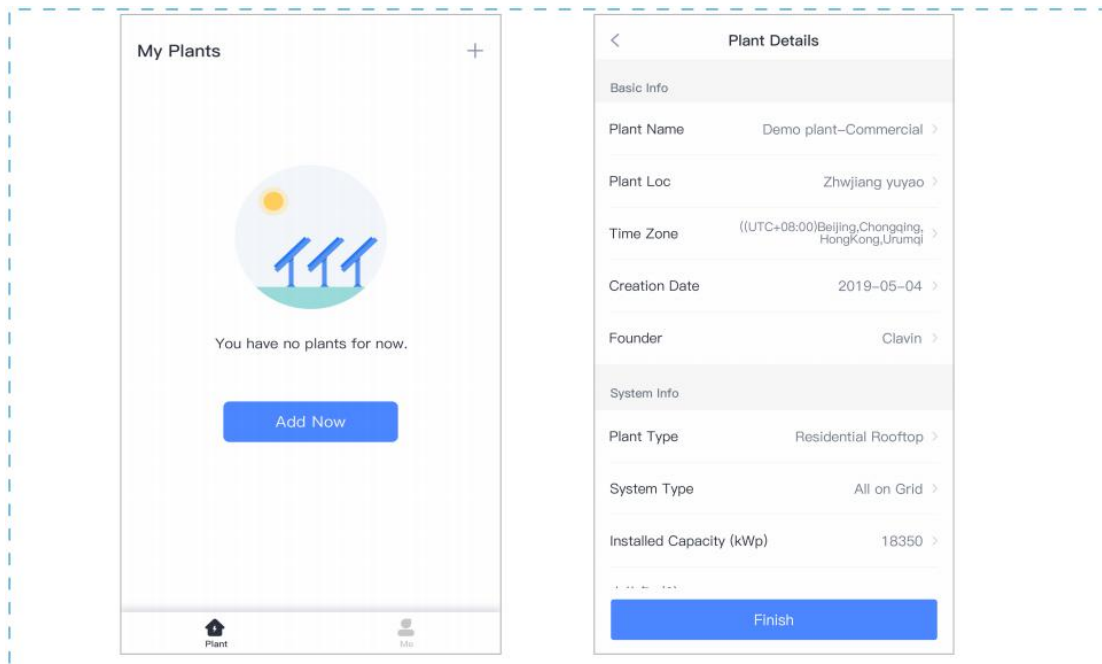 My Plants
+
You have no plants for now.
Add Now
Plant
Me
Plant Details
Basic Info
Plant Name Demo plant-Commercial
Plant Loc Zhwjiang yuyao
Time Zone ((UTC+08:00)Beijing,Chongqing,
HongKong,Urumqi
Creation Date 2019-05-04
Founder Clavin
System Info
Plant Type Residential Rooftop
System Type All on Grid
Installed Capacity (kWp) 18350
Finish